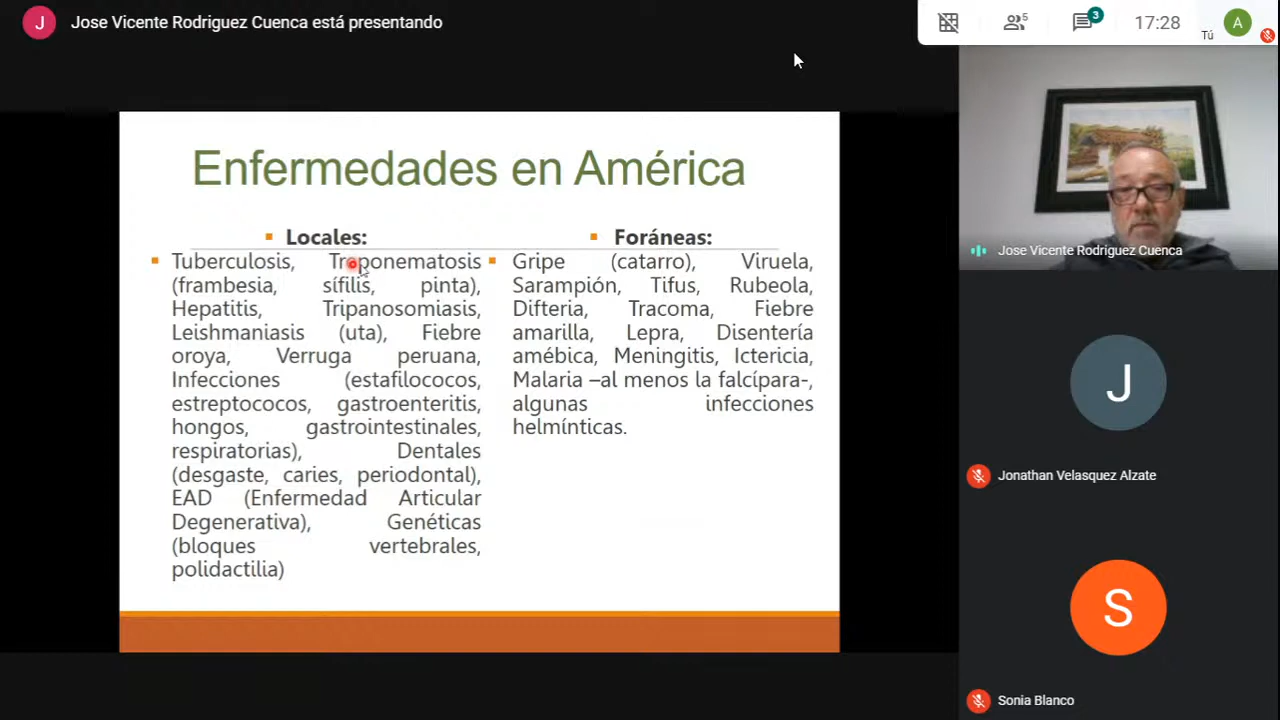 J Jose Vicente Rodriguez Cuenca está presentando
5
3
17:28
Tú
A
Enfermedades en América
Locales:
Tuberculosis, Treponematosis
(frambesia, sífilis, pinta),
Hepatitis, Tripanosomiasis,
Leishmaniasis (uta), Fiebre
oroya, Verruga peruana,
Infecciones (estafilococos,
estreptococos, gastroenteritis,
hongos, gastrointestinales,
respiratorias), Dentales
(desgaste, caries, periodontal),
EAD (Enfermedad Articular
Degenerativa), Genéticas
(bloques vertebrales,
polidactilia)
Foráneas:
Gripe (catarro), Viruela,
Sarampión, Tifus, Rubeola,
Difteria, Tracoma, Fiebre
amarilla, Lepra, Disentería
amébica, Meningitis, Ictericia,
Malaria –al menos la falcípara-,
algunas infecciones
helmínticas.
Jose Vicente Rodriguez Cuenca
J
Jonathan Velasquez Alzate
S
Sonia Blanco